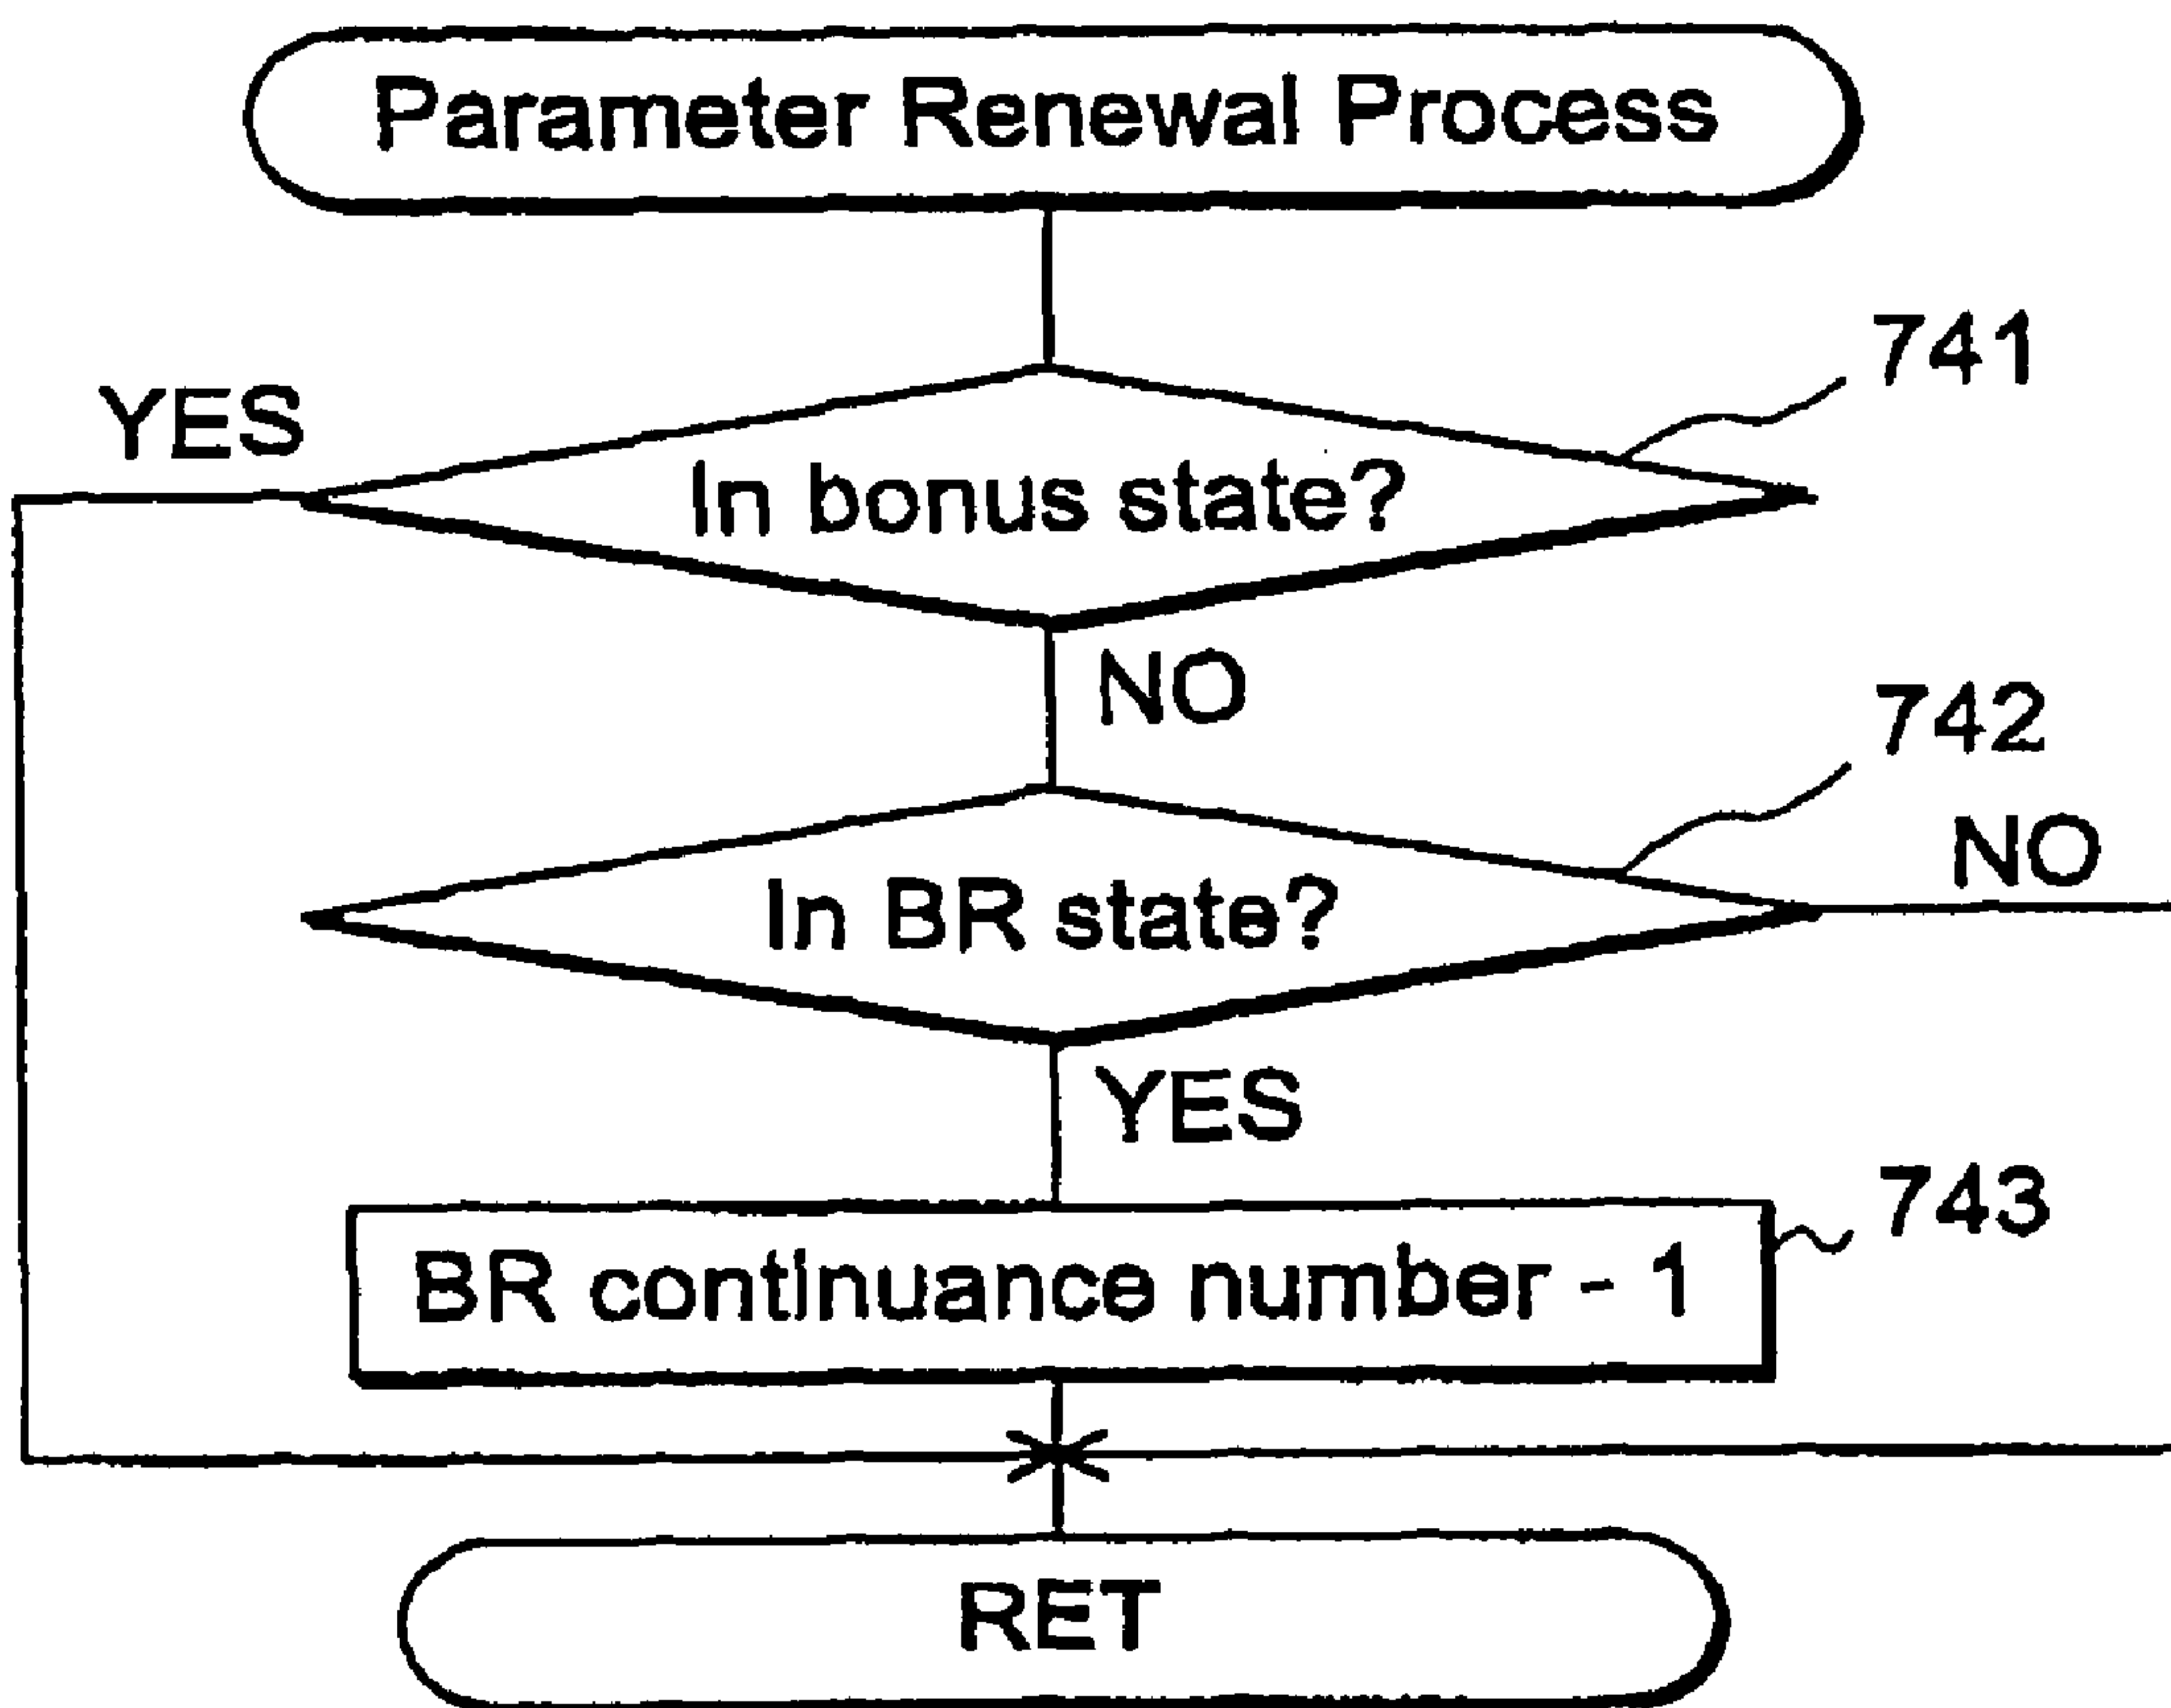 Parameter Renewal Process
741
YES
In bonus state?
NO
742
NO
In BR state?
YES
743
BR continuance number - 1
RET